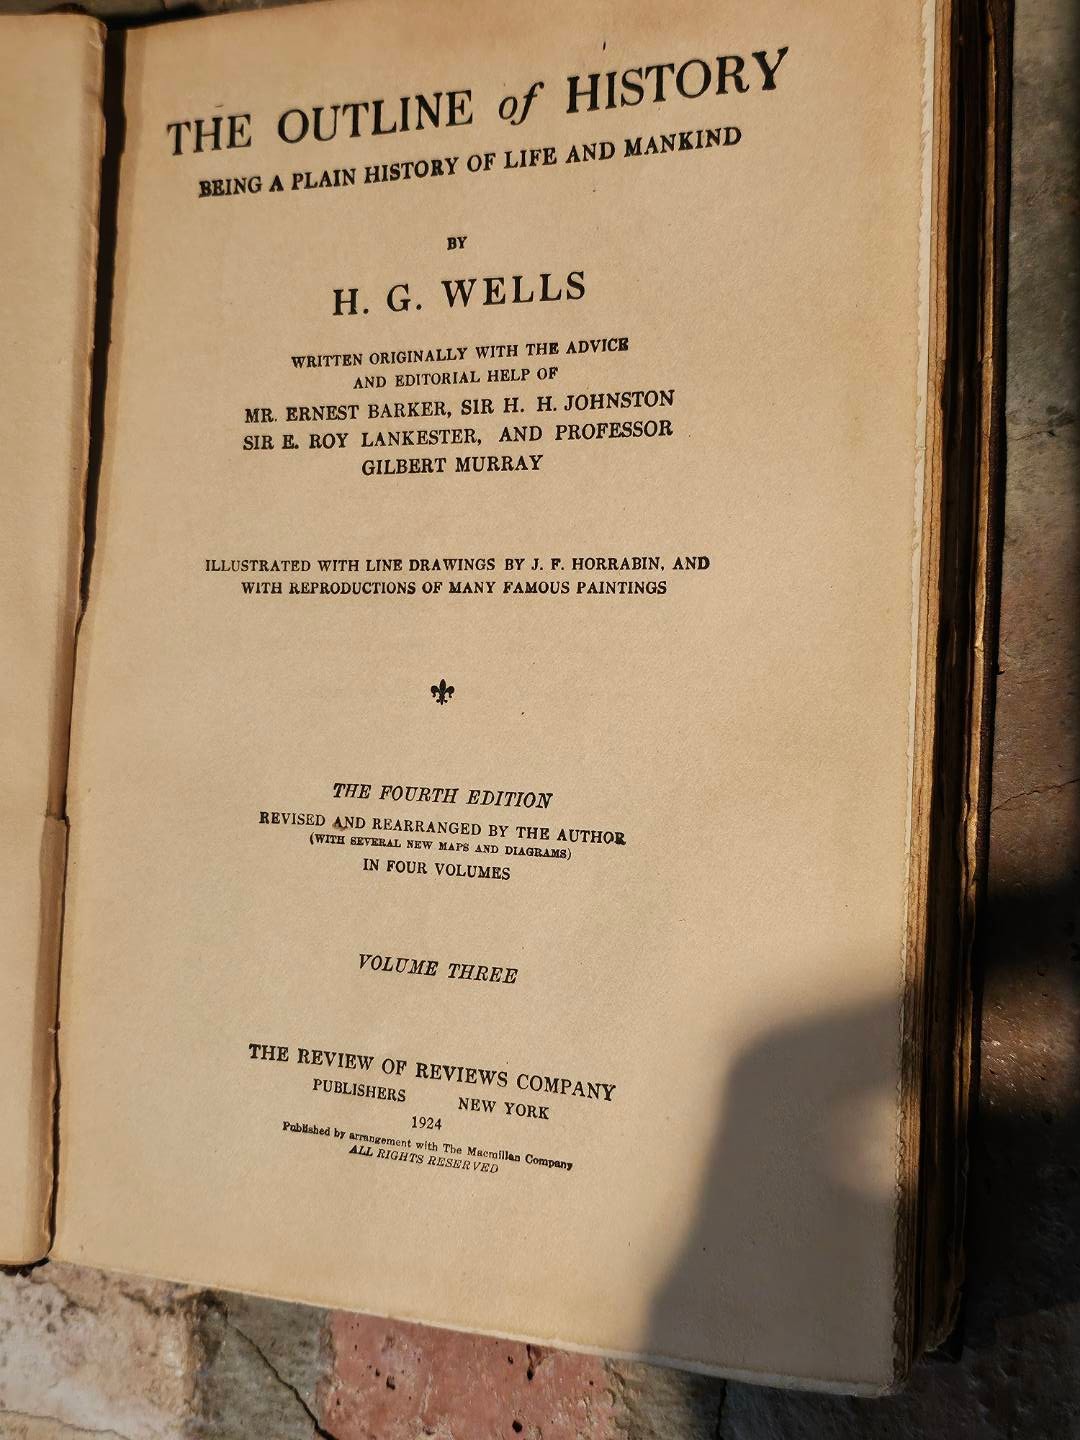 THE OUTLINE of HISTORY
BEING A PLAIN HISTORY OF LIFE AND MANKIND
BY
H. G. WELLS
WRITTEN ORIGINALLY WITH THE ADVICE
AND EDITORIAL HELP OF
MR. ERNEST BARKER, SIR H. H. JOHNSTON
SIR E. ROY LANKESTER, AND PROFESSOR
GILBERT MURRAY
ILLUSTRATED WITH LINE DRAWINGS BY J. F. HORRABIN, AND
WITH REPRODUCTIONS OF MANY FAMOUS PAINTINGS
THE FOURTH EDITION
REVISED AND REARRANGED BY THE AUTHOR
(WITH SEVERAL NEW MAPS AND DIAGRAMS)
IN FOUR VOLUMES
VOLUME THREE
THE REVIEW OF REVIEWS COMPANY
PUBLISHERS NEW YORK
1924
Published by arrangement with The Macmillan Company
ALL RIGHTS RESERVED